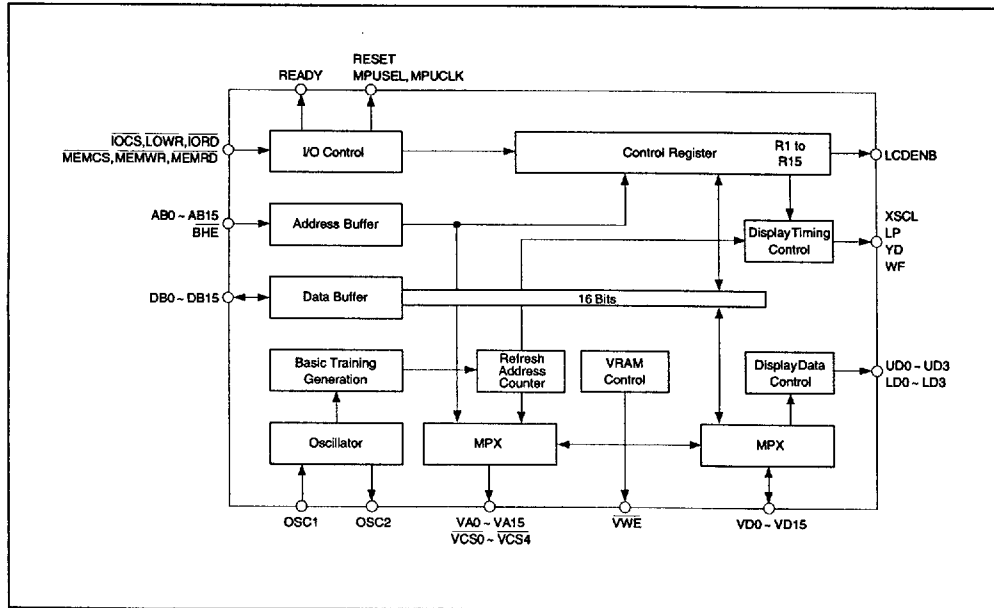 RESET
READY MPUSEL, MPUCLK
IOCS, LOWR, IORD
MEMCS, MEMWR, MEMRD
I/O Control
Control Register
R1 to
R15
LCDENB
AB0 ~ AB15
BHE
Address Buffer
Display Timing
Control
XSCL
LP
YD
WF
DB0 ~ DB15
Data Buffer
16 Bits
Basic Training
Generation
Refresh
Address
Counter
VRAM
Control
Display Data
Control
UD0 ~ UD3
LD0 ~ LD3
Oscillator
MPX
MPX
OSC1
OSC2
VA0 ~ VA15
VCS0 ~ VCS4
VWE
VD0 ~ VD15